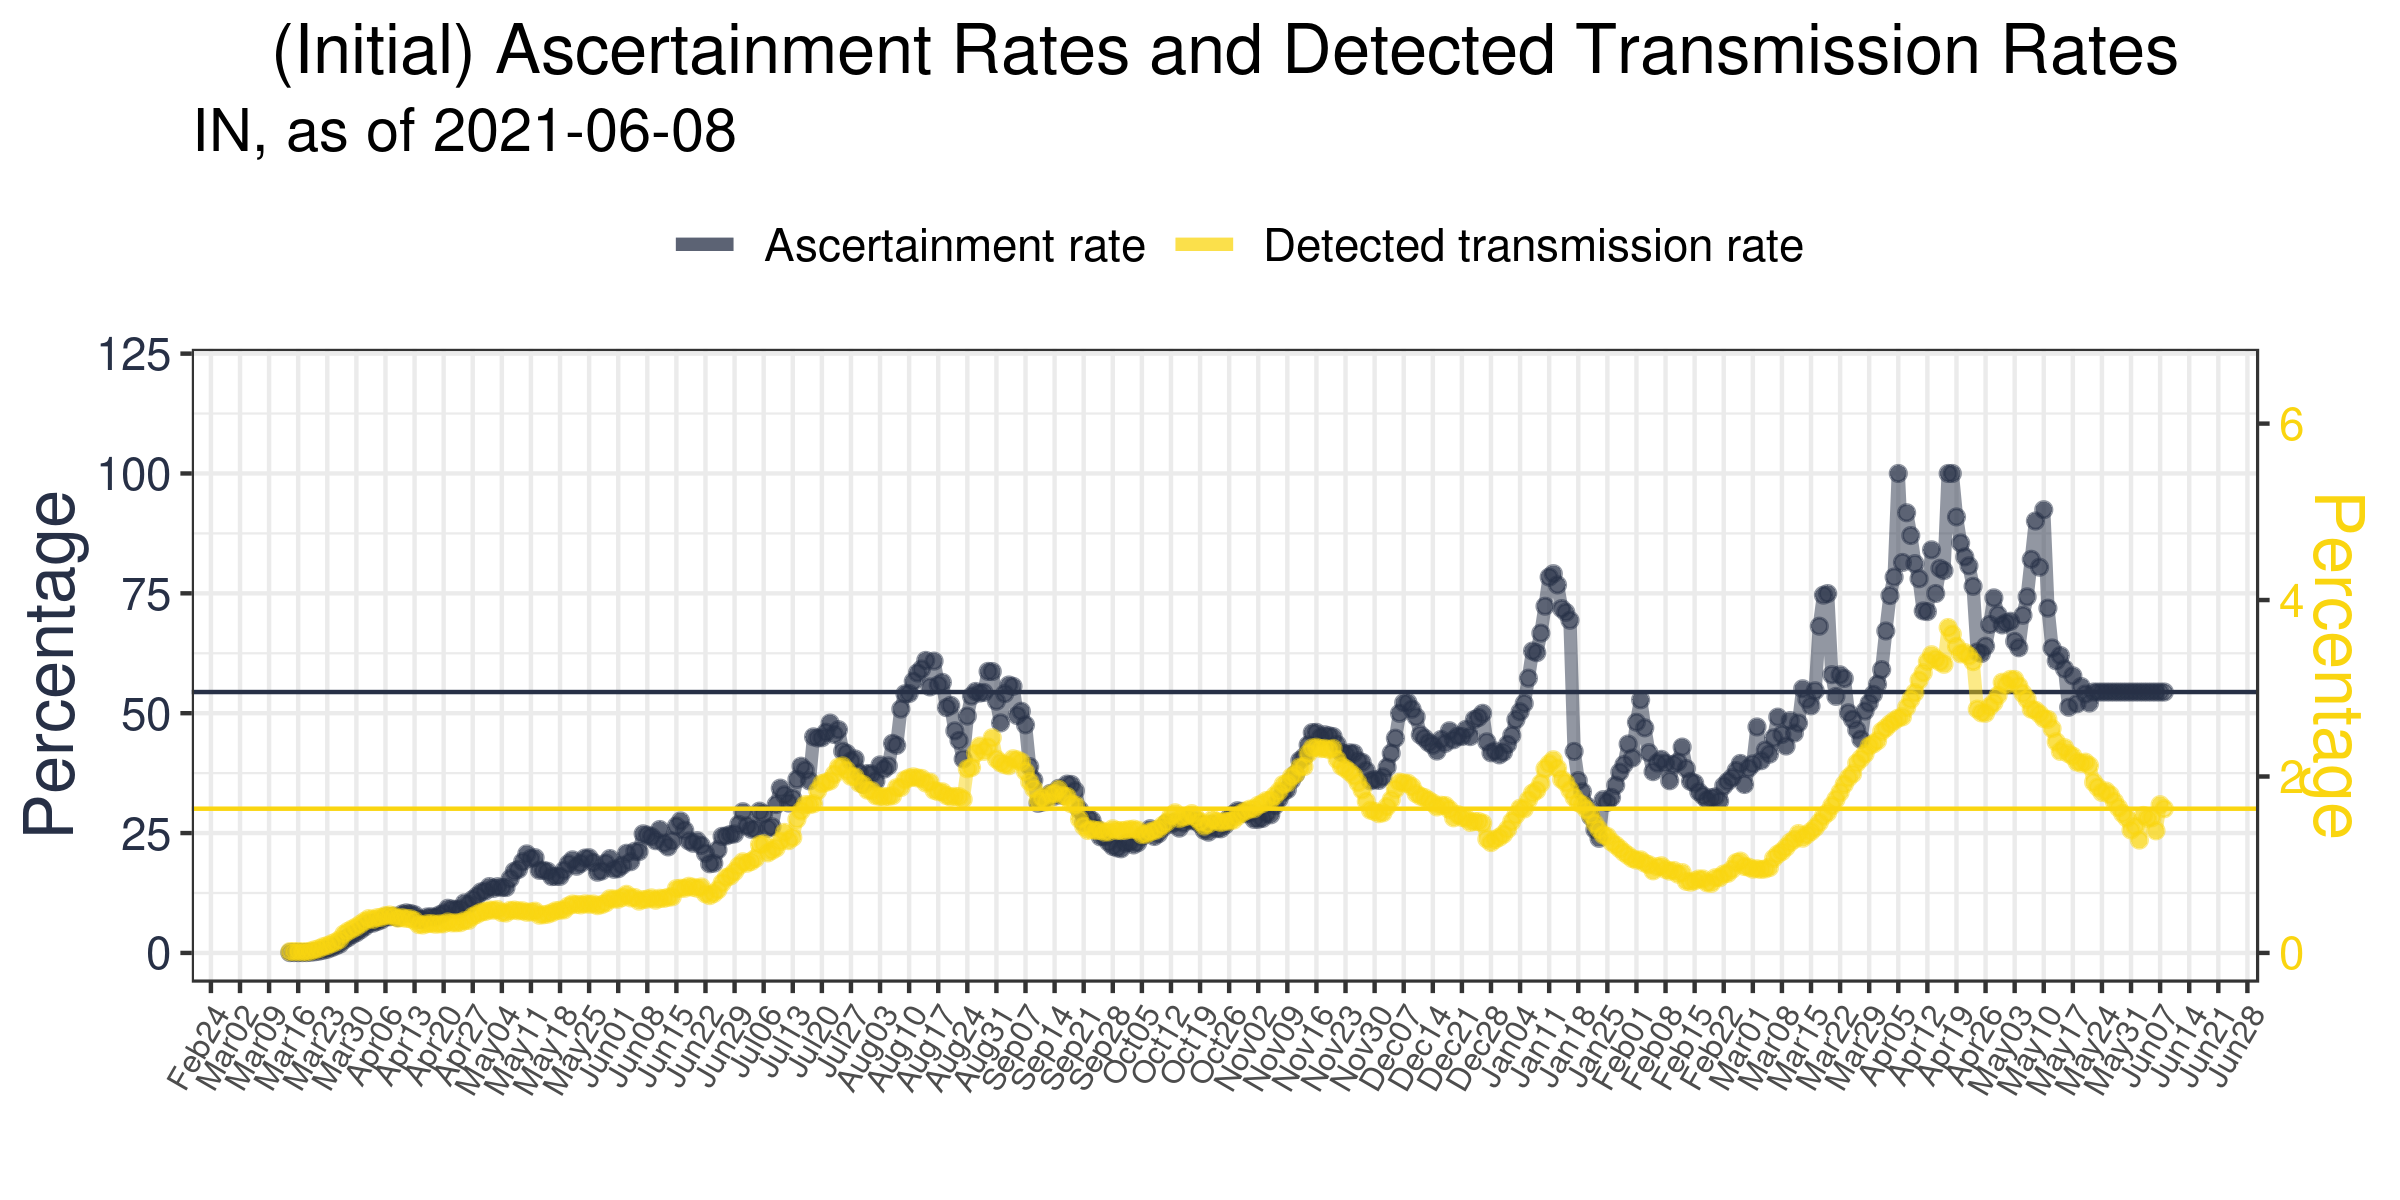 (Initial) Ascertainment Rates and Detected Transmission Rates
IN, as of 2021-06-08
Ascertainment rate
Detected transmission rate
Percentage
125
100
75
50
25
0
6
4
2
0
Percentage
Feb24
Mar02
Mar09
Mar16
Mar23
Mar30
Apr06
Apr13
Apr20
Apr27
May04
May11
May18
May25
Jun01
Jun08
Jun15
Jun22
Jun29
Jul06
Jul13
Jul20
Jul27
Aug03
Aug10
Aug17
Aug24
Aug31
Sep07
Sep14
Sep21
Sep28
Oct05
Oct12
Oct19
Oct26
Nov02
Nov09
Nov16
Nov23
Nov30
Dec07
Dec14
Dec21
Dec28
Jan04
Jan11
Jan18
Jan25
Feb01
Feb08
Feb15
Feb22
Mar01
Mar08
Mar15
Mar22
Mar29
Apr05
Apr12
Apr19
Apr26
May03
May10
May17
May24
May31
Jun07
Jun14
Jun21
Jun28